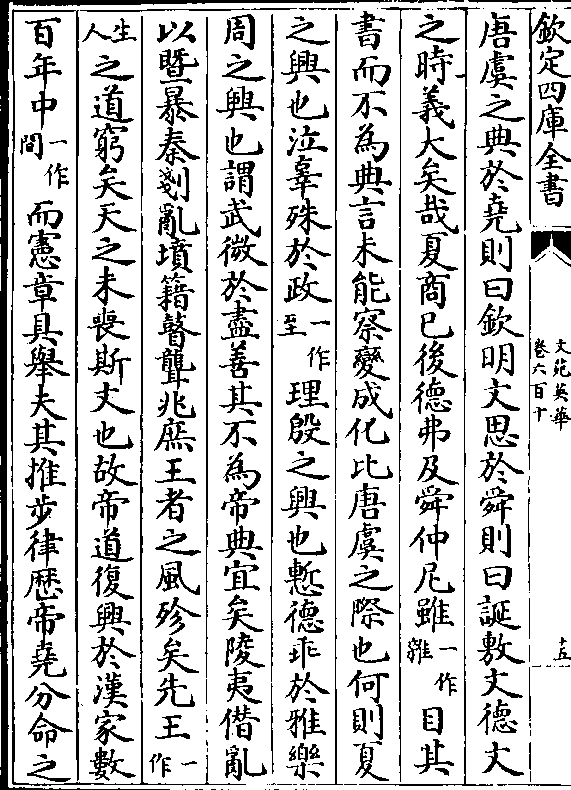 欽定四庫全書
文苑英華
卷六百十
十五
唐虞之典於堯則曰欽明文思於舜則曰誕敷文德文
之時義大矣哉夏商已後德弗及舜仲尼雖一作雖目其
書而不為典言未能察變成化比唐虞之際也何則夏
之興也泣辜殊於政一作至理殷之興也慙德乖於雅樂
周之興也謂武微於盡善其不為帝典宜矣陵夷僭亂
以暨暴秦剗亂墳籍瞽聾兆庶王者之風殄矣先王一作
生人之道窮矣天之未喪斯文也故帝道復興於漢家數
百年中一作間而憲章具舉夫其推步律歴帝堯分命之